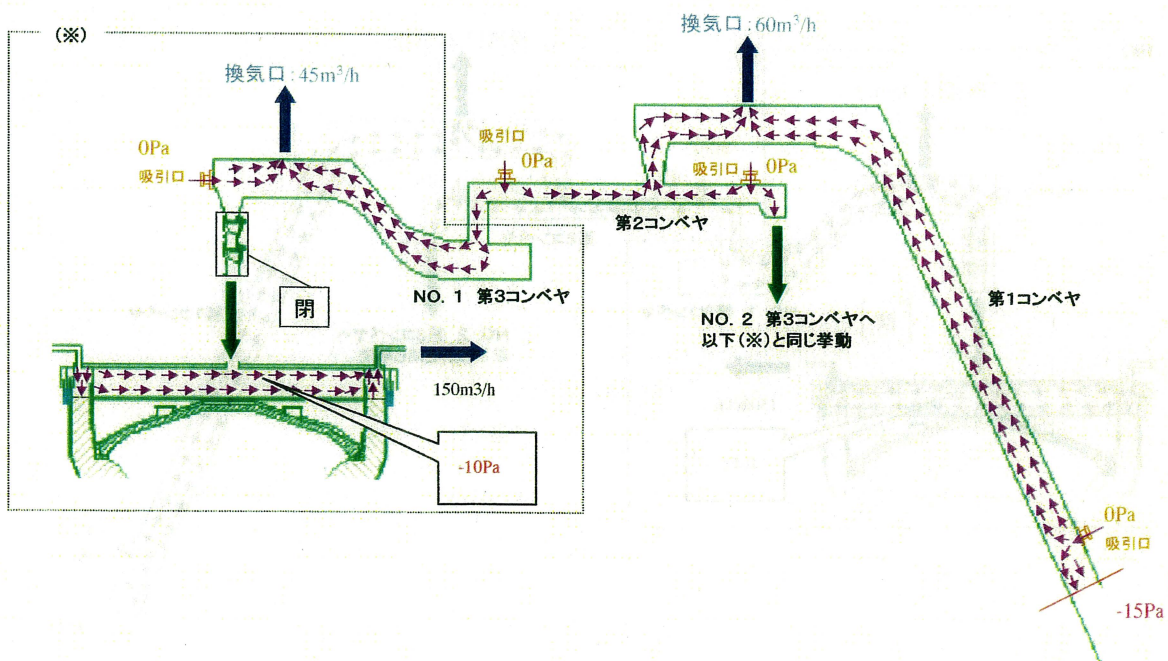 (※)
換気口:45m³/h
換気口:60m³/h
0Pa
吸引口
吸引口
0Pa
吸引口
0Pa
第2コンベヤ
閉
NO. 1 第3コンベヤ
第1コンベヤ
NO. 2 第3コンベヤへ
以下(※)と同じ挙動
150m3/h
-10Pa
0Pa
吸引口
-15Pa